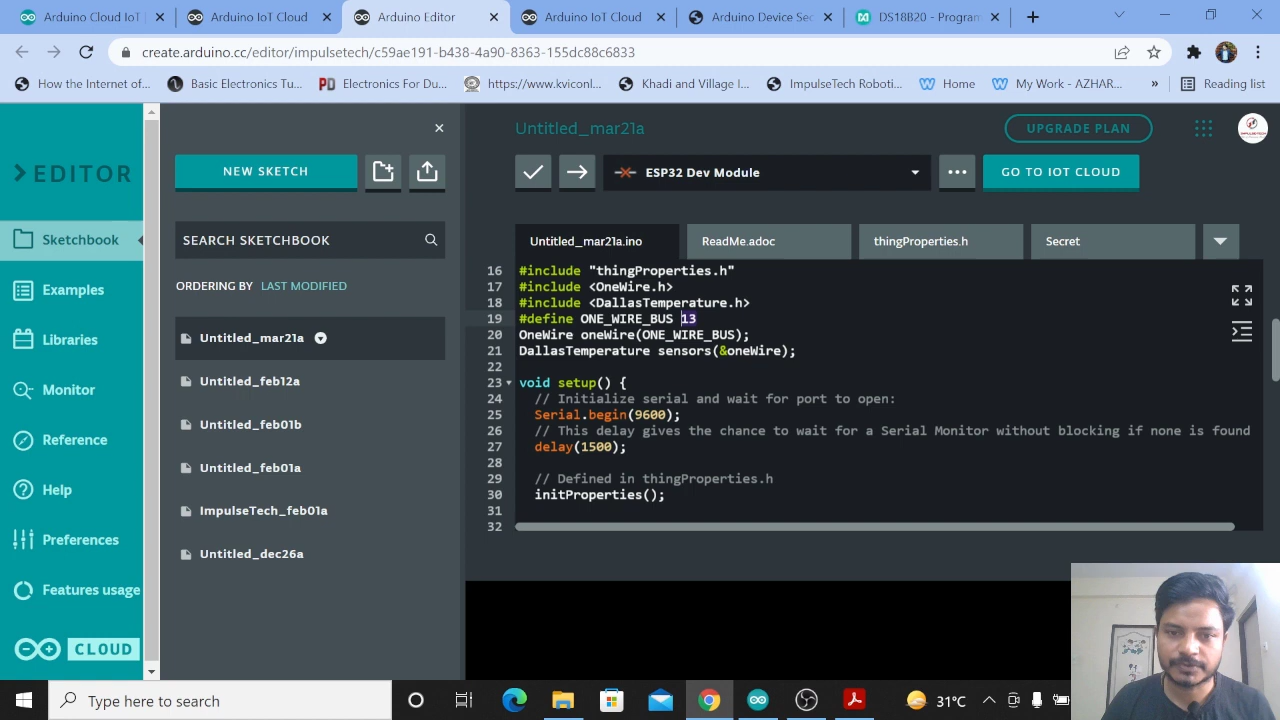 Arduino IoT C
Arduino IoT Cloud
Arduino Editor
Arduino IoT Cloud
Arduino Device Sec
DS18B20 - Program
create.arduino.cc/editor/impulsetech/c59ae191-b438-4a90-8363-155dc88c6833
How the Internet of...
Basic Electronics Tu...
PD Electronics For Du...
https://www.kviconl...
Khadi and Villago In...
ImpulseTech Roboti...
Home
My Work - AZHAR...
»
Reading list
EDITOR
Sketchbook
Examples
Libraries
Monitor
Reference
Help
Preferences
Features usage
CLOUD
NEW SKETCH
SEARCH SKETCHBOOK
ORDERING BY LAST MODIFIED
Untitled_mar21a
Untitled_feb12a
Untitled_feb01b
Untitled_feb01a
ImpulseTech_feb01a
Untitled_dec26a
Untitled_mar21a
UPGRADE PLAN
ESP32 Dev Module
GO TO IOT CLOUD
Untitled_mar21a.ino
ReadMe.adoc
thingProperties.h
Secret
16 #include "thingProperties.h"
17 #include <OneWire.h>
18 #include <DallasTemperature.h>
19 #define ONE_WIRE_BUS 13
20 OneWire oneWire(ONE_WIRE_BUS);
21 DallasTemperature sensors(&oneWire);
22
23 void setup() {
24 // Initialize serial and wait for port to open:
25 Serial.begin(9600);
26 // This delay gives the chance to wait for a Serial Monitor without blocking if none is found
27 delay(1500);
28
29 // Defined in thingProperties.h
30 initProperties();
31
32
Type here to search
31°C